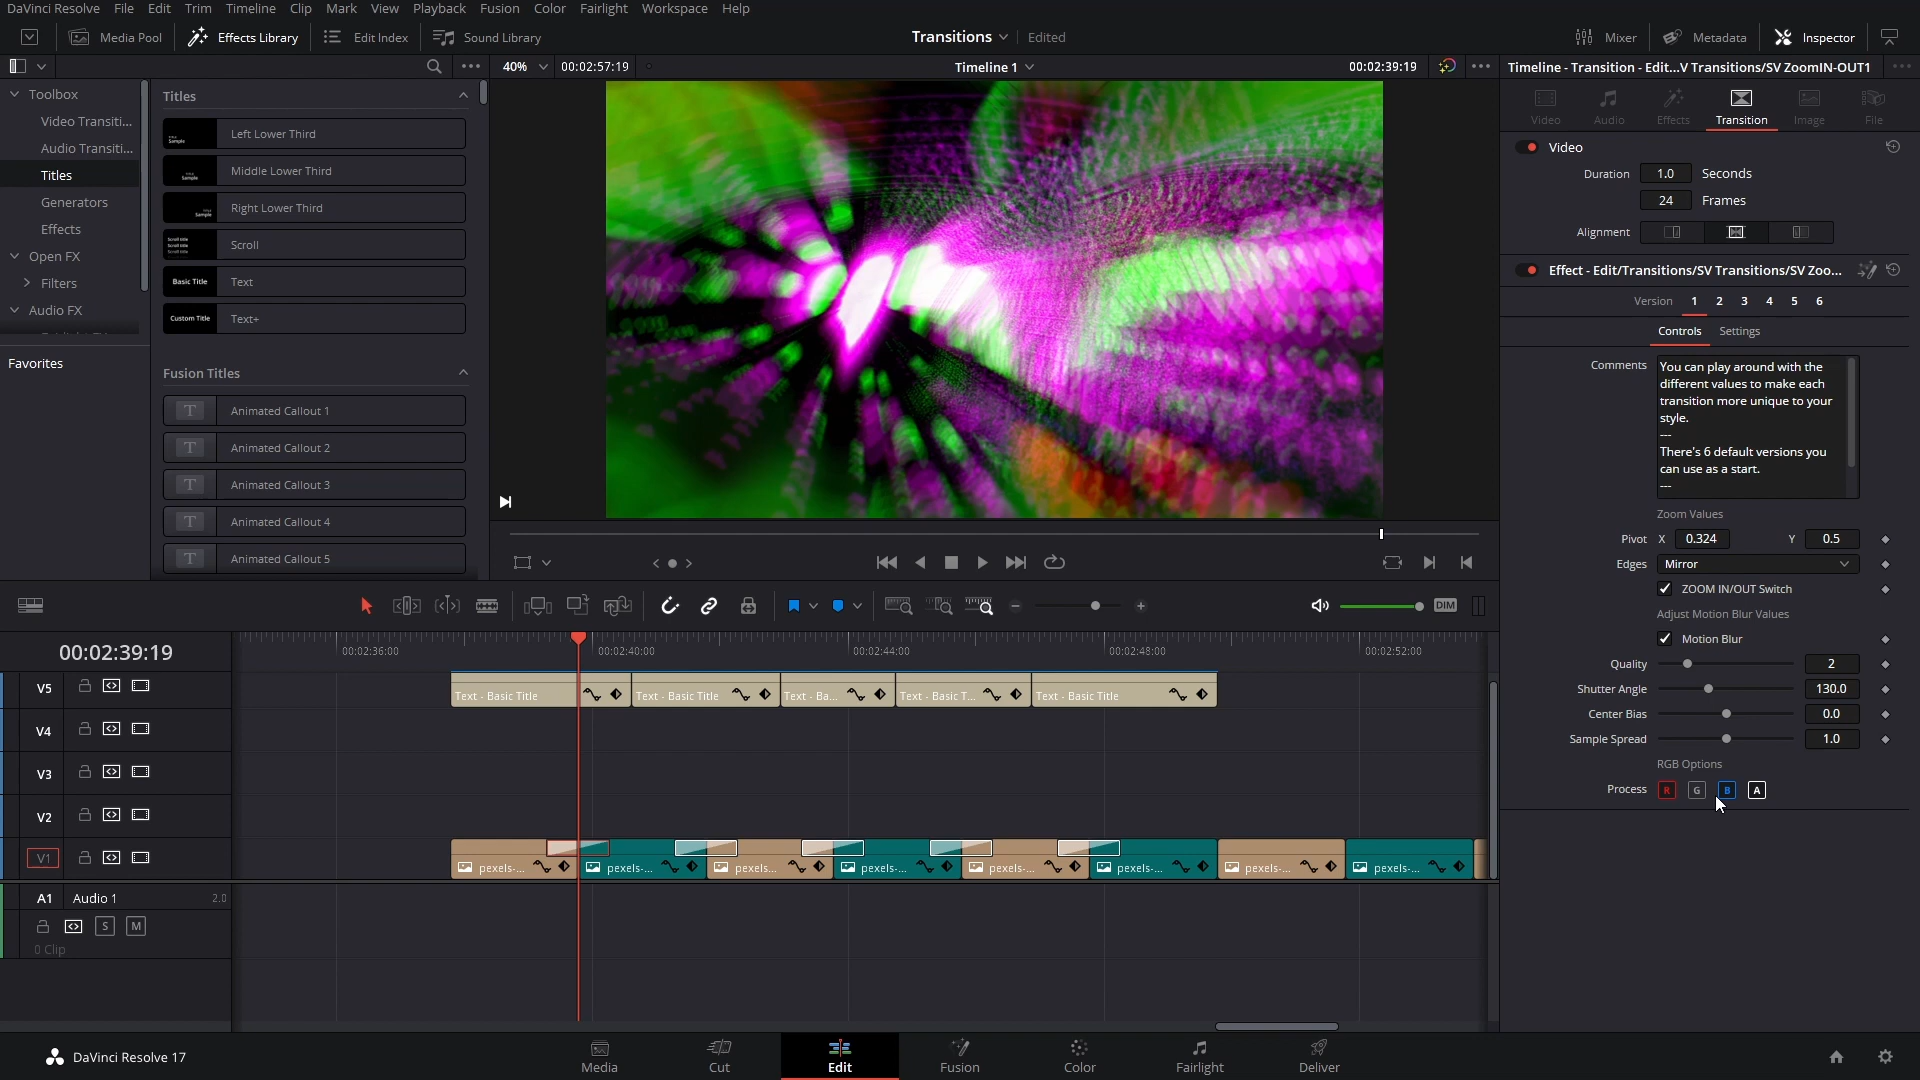 DaVinci Resolve File Edit Trim Timeline Clip Mark View Playback Fusion Color Fairlight Workspace Help
Media Pool Effects Library Edit Index Sound Library Transitions Edited Mixer Metadata Inspector
40% 00:02:57:19 Timeline 1 00:02:39:19 Timeline - Transition - Edit...V Transitions/SV ZoomIN-OUT1
Toolbox
Video Transiti...
Audio Transiti...
Titles
Generators
Effects
Open FX
Filters
Audio FX
Favorites
Titles
Left Lower Third
Middle Lower Third
Right Lower Third
Scroll
Basic Title Text
Custom Title Text+
Fusion Titles
T Animated Callout 1
T Animated Callout 2
T Animated Callout 3
T Animated Callout 4
T Animated Callout 5
Video Audio Effects Transition Image File
Video
Duration 1.0 Seconds
24 Frames
Alignment
Effect - Edit/Transitions/SV Transitions/SV Zoo...
Version 1 2 3 4 5 6
Controls Settings
Comments You can play around with the
different values to make each
transition more unique to your
style.
---
There's 6 default versions you
can use as a start.
---
Zoom Values
Pivot X 0.324 Y 0.5
Edges Mirror
ZOOM IN/OUT Switch
Adjust Motion Blur Values
Motion Blur
Quality 2
Shutter Angle 130.0
Center Bias 0.0
Sample Spread 1.0
RGB Options
Process R G B A
DIM
00:02:39:19 00:02:36:00 00:02:40:00 00:02:44:00 00:02:48:00 00:02:52:00
V5 Text - Basic Title Text - Basic Title Text - Ba... Text - Basic T... Text - Basic Title
V4
V3
V2
V1 pexels-... pexels-... pexels-... pexels-... pexels-... pexels-... pexels-... pexels-...
A1 Audio 1 2.0
S M
0 Clip
DaVinci Resolve 17 Media Cut Edit Fusion Color Fairlight Deliver